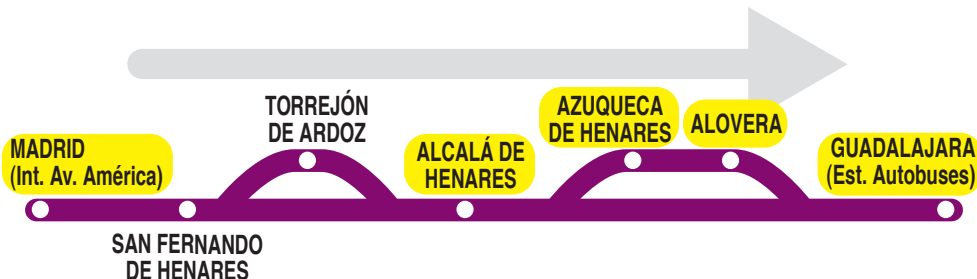 MADRID
(Int. Av. América)
SAN FERNANDO
DE HENARES
TORREJÓN
DE ARDOZ
ALCALÁ DE
HENARES
AZUQUECA
DE HENARES
ALOVERA
GUADALAJARA
(Est. Autobuses)